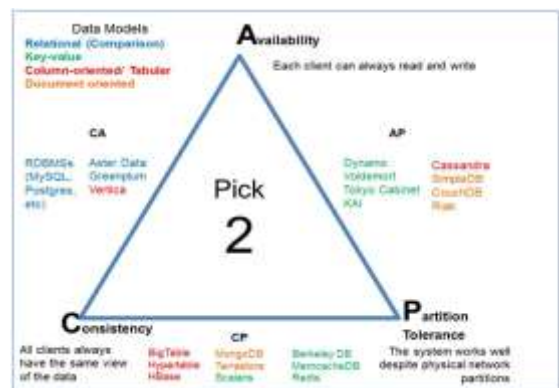 Data Models
Relational (Comparison)
Key-value
Column-oriented/ Tabular
Document oriented
Availability
Each client can always read and write
CA
RDBMSs
(MySQL,
Postgres,
etc)
Aster Data
Greenplum
Vertica
AP
Dynamo
Voldemort
Tokyo Cabinet
KAI
Cassandra
SimpleDB
CouchDB
Riak
Pick
2
Consistency
All clients always
have the same view
of the data
CP
BigTable
Hypertable
HBase
MongoDB
Terrastore
Scalaris
Berkeley DB
MemcacheDB
Redis
Partition
Tolerance
The system works well
despite physical network
partitions